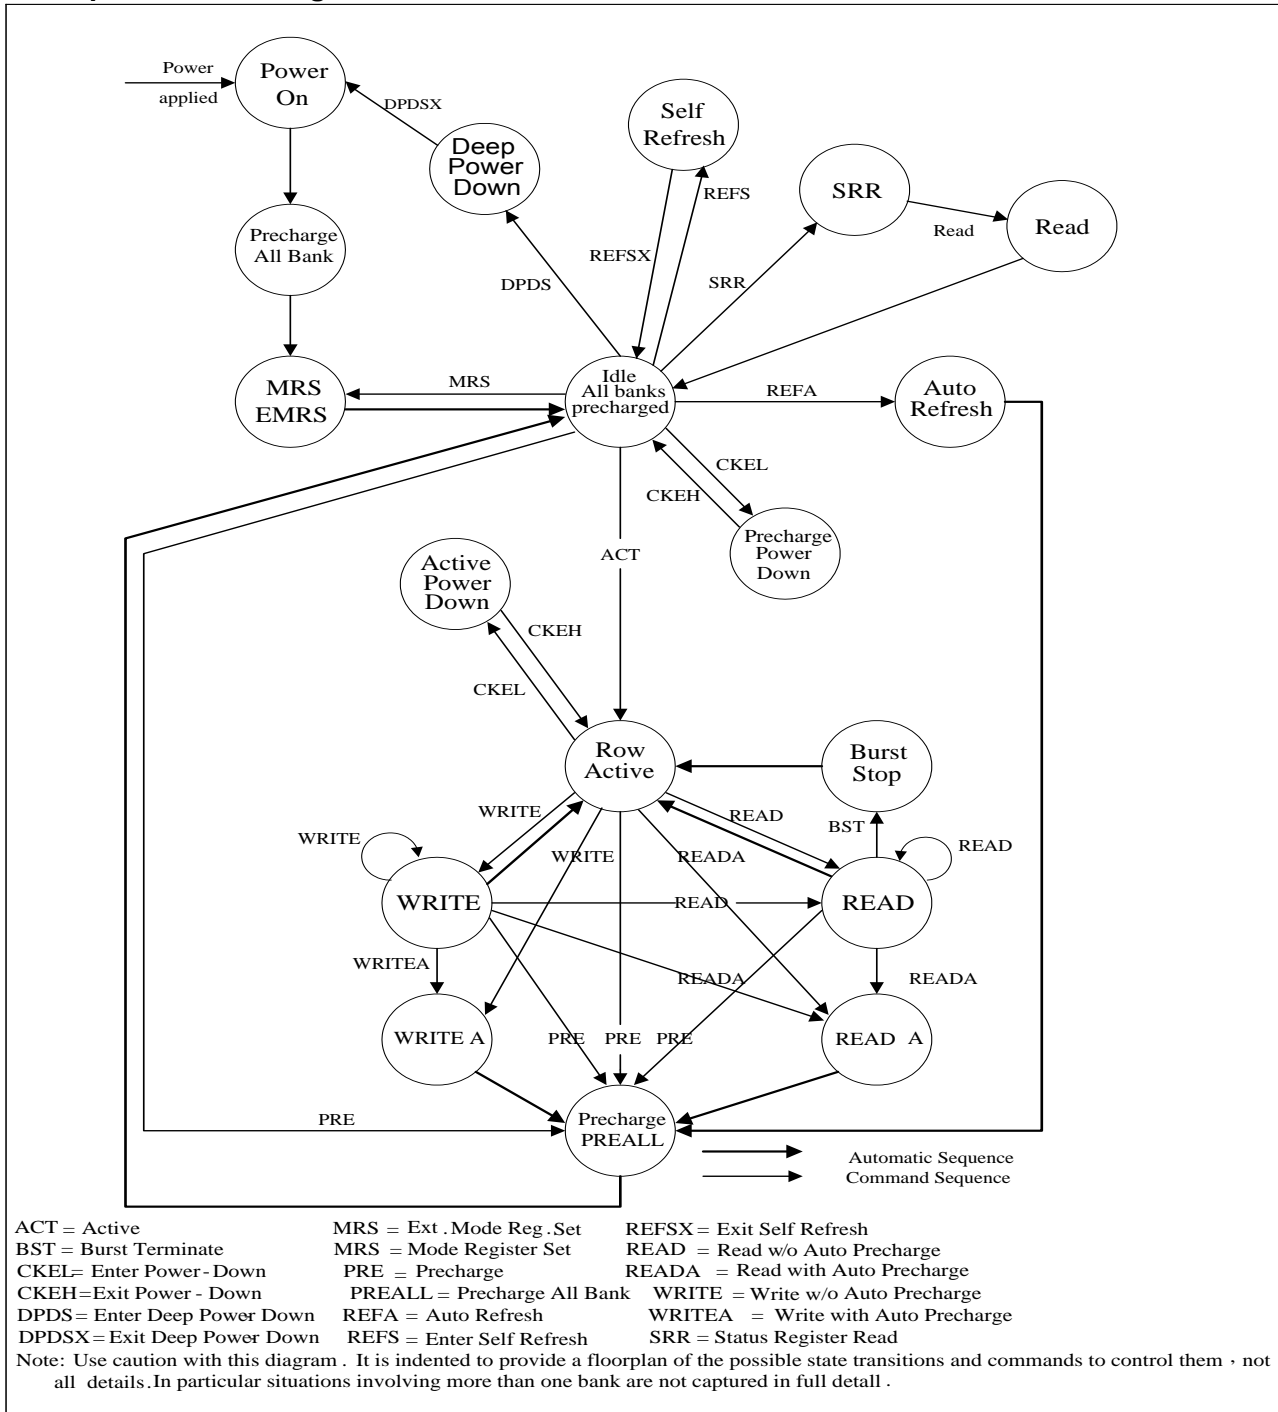 Power
applied
Power
On
DPDSX
Deep
Power
Down
Self
Refresh
REFS
SRR
Read
Read
Precharge
All Bank
REFSX
DPDS
SRR
MRS
EMRS
MRS
Idle
All banks
precharged
REFA
Auto
Refresh
CKEL
CKEH
Precharge
Power
Down
ACT
Active
Power
Down
CKEH
CKEL
Row
Active
Burst
Stop
WRITE
READ
BST
WRITE
READ
WRITE
READA
WRITE
READ
READ
WRITEA
READA
READA
WRITE A
PRE
PRE
PRE
READ A
PRE
Precharge
PREALL
Automatic Sequence
Command Sequence
ACT = Active MRS = Ext . Mode Reg . Set REFSX = Exit Self Refresh
BST = Burst Terminate MRS = Mode Register Set READ = Read w/o Auto Precharge
CKEL= Enter Power - Down PRE = Precharge READA = Read with Auto Precharge
CKEH=Exit Power - Down PREALL = Precharge All Bank WRITE = Write w/o Auto Precharge
DPDS = Enter Deep Power Down REFA = Auto Refresh WRITEA = Write with Auto Precharge
DPDSX = Exit Deep Power Down REFS = Enter Self Refresh SRR = Status Register Read
Note: Use caution with this diagram . It is indented to provide a floorplan of the possible state transitions and commands to control them , not
all details.In particular situations involving more than one bank are not captured in full detall .